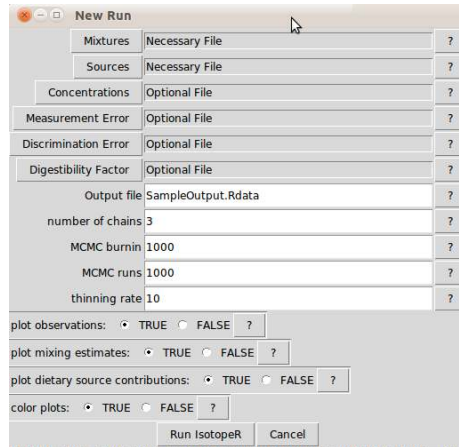 New Run
Mixtures Necessary File ?
Sources Necessary File ?
Concentrations Optional File ?
Measurement Error Optional File ?
Discrimination Error Optional File ?
Digestibility Factor Optional File ?
Output file SampleOutput.Rdata ?
number of chains 3 ?
MCMC burnin 1000 ?
MCMC runs 1000 ?
thinning rate 10 ?
plot observations: TRUE FALSE ?
plot mixing estimates: TRUE FALSE ?
plot dietary source contributions: TRUE FALSE ?
color plots: TRUE FALSE ?
Run IsotopeR Cancel